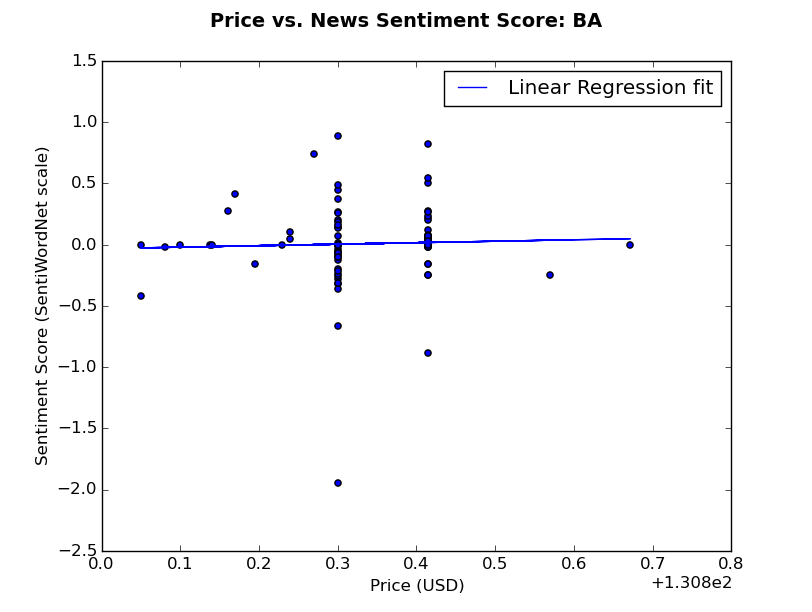 Price vs. News Sentiment Score: BA
Linear Regression fit
Sentiment Score (SentiWordNet scale)
1.5
1.0
0.5
0.0
−0.5
−1.0
−1.5
−2.0
−2.5
0.0 0.1 0.2 0.3 0.4 0.5 0.6 0.7 0.8
+1.308e2
Price (USD)